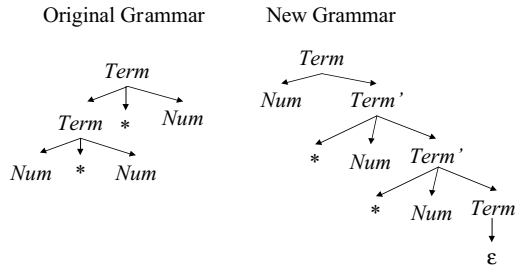 Original Grammar New Grammar
Term
Term * Num
Num * Num
Term
Num Term’
* Num Term’
* Num Term
ε